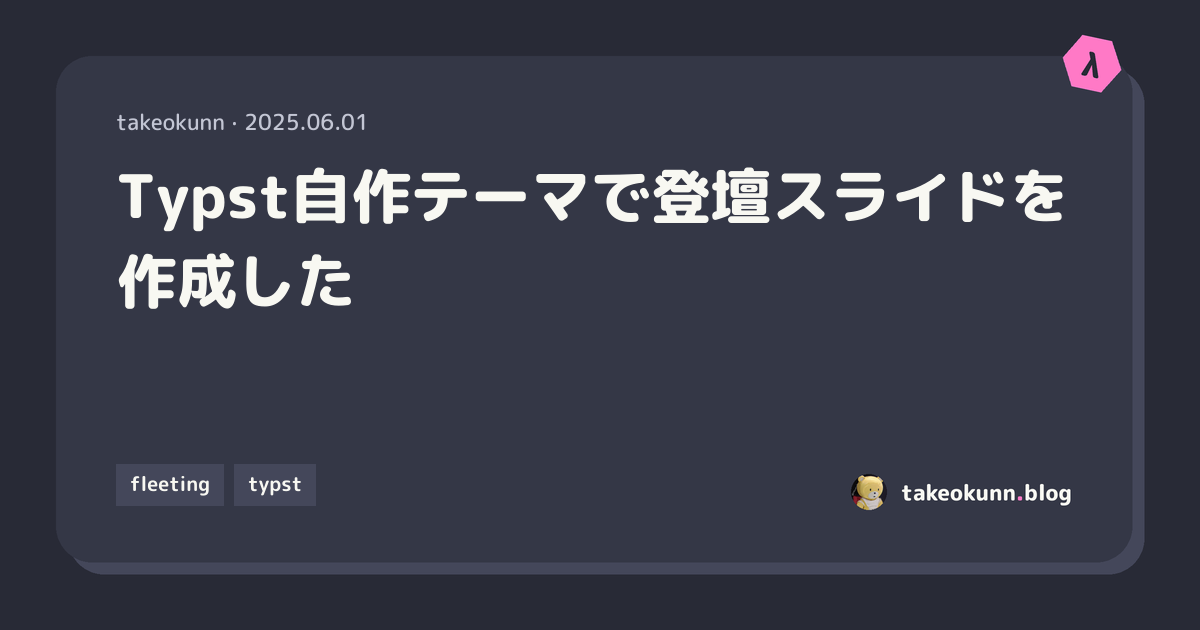 λ
takeokunn · 2025.06.01
Typst自作テーマで登壇スライドを
作成した
fleeting typst
takeokunn.blog